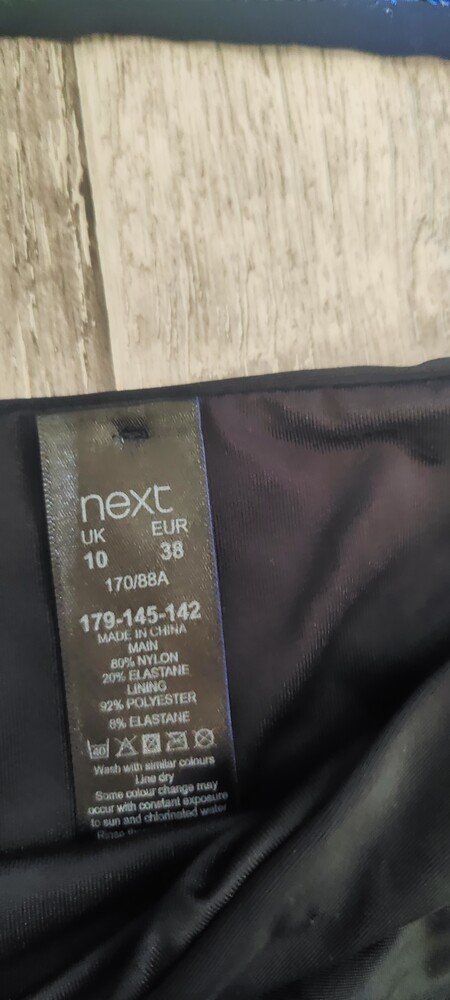 next
UK EUR
10 38
170/88A
179-145-142
MADE IN CHINA
MAIN
80% NYLON
20% ELASTANE
LINING
92% POLYESTER
8% ELASTANE
40
Wash with similar colours
Line dry
Some colour change may
occur with constant exposure
to sun and chlorinated water
Rinse